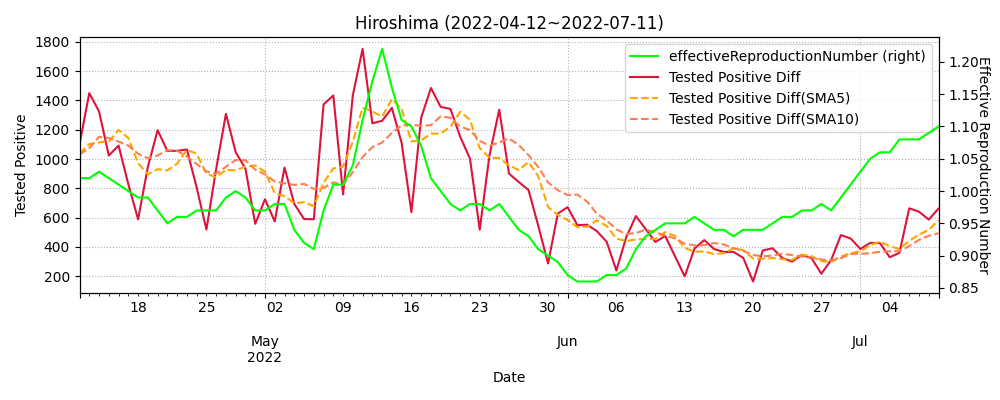 Hiroshima (2022-04-12~2022-07-11)
1800
1600
1400
1200
1000
800
600
400
200
Tested Positive
effectiveReproductionNumber (right)
Tested Positive Diff
Tested Positive Diff(SMA5)
Tested Positive Diff(SMA10)
1.20
1.15
1.10
1.05
1.00
0.95
0.90
0.85
Effective Reproduction Number
18 25 02 09 16 23 30 06 13 20 27 04
May Jun Jul
2022
Date